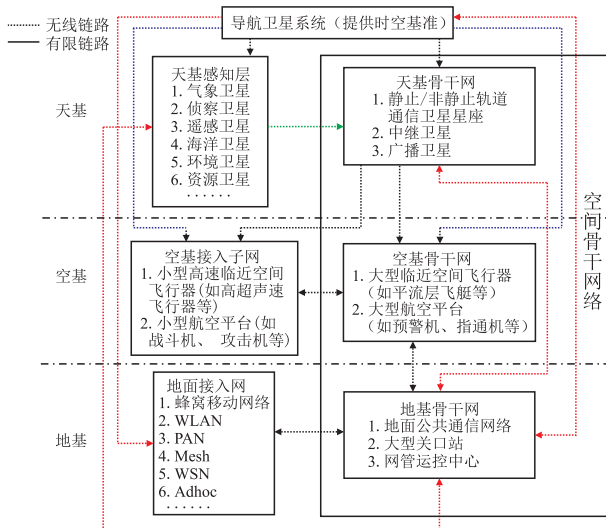 无线链路
有限链路
导航卫星系统（提供时空基准）
天基
天基感知层
1. 气象卫星
2. 侦察卫星
3. 遥感卫星
4. 海洋卫星
5. 环境卫星
6. 资源卫星
······
天基骨干网
1. 静止/非静止轨道
通信卫星星座
2. 中继卫星
3. 广播卫星
空间骨干网络
空基
空基接入子网
1. 小型高速临近空间
飞行器(如高超声速
飞行器等)
2. 小型航空平台(如
战斗机、攻击机等)
空基骨干网
1. 大型临近空间飞行器
（如平流层飞艇等）
2. 大型航空平台
（如预警机、指通机等）
地基
地面接入网
1. 蜂窝移动网络
2. WLAN
3. PAN
4. Mesh
5. WSN
6. Adhoc
······
地基骨干网
1. 地面公共通信网络
2. 大型关口站
3. 网管运控中心